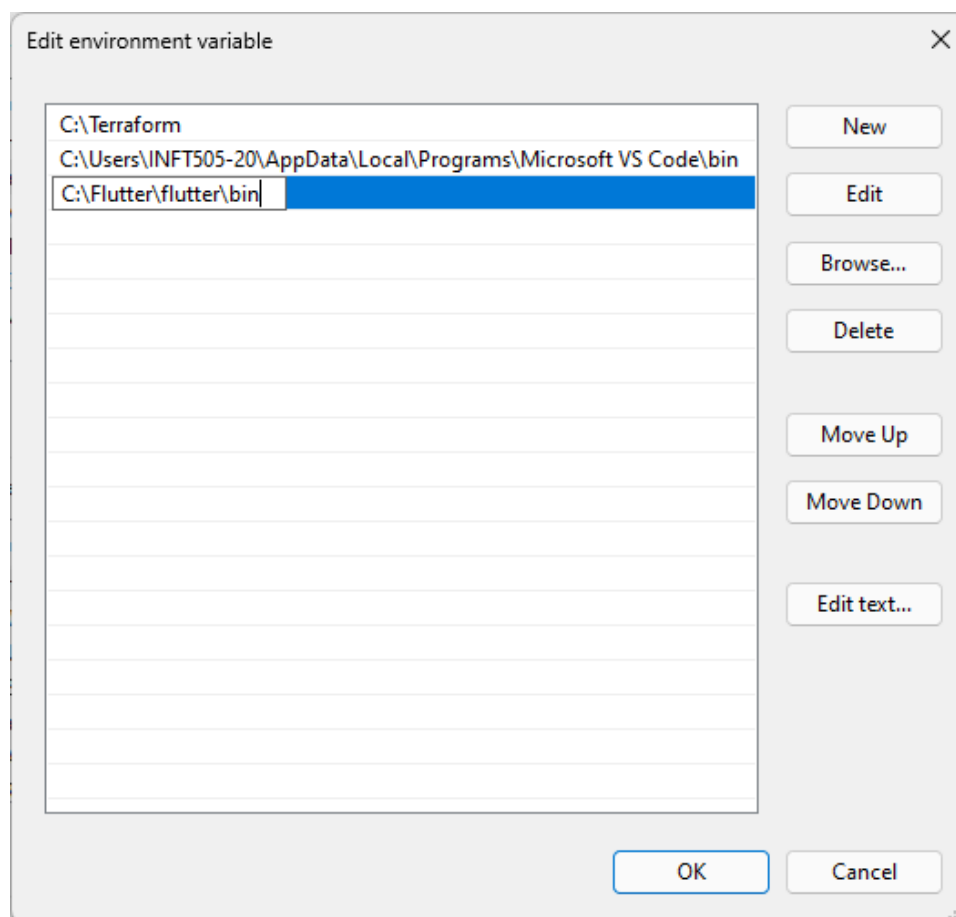 Edit environment variable
C:\Terraform
C:\Users\INFT505-20\AppData\Local\Programs\Microsoft VS Code\bin
C:\Flutter\flutter\bin
New
Edit
Browse...
Delete
Move Up
Move Down
Edit text...
OK
Cancel